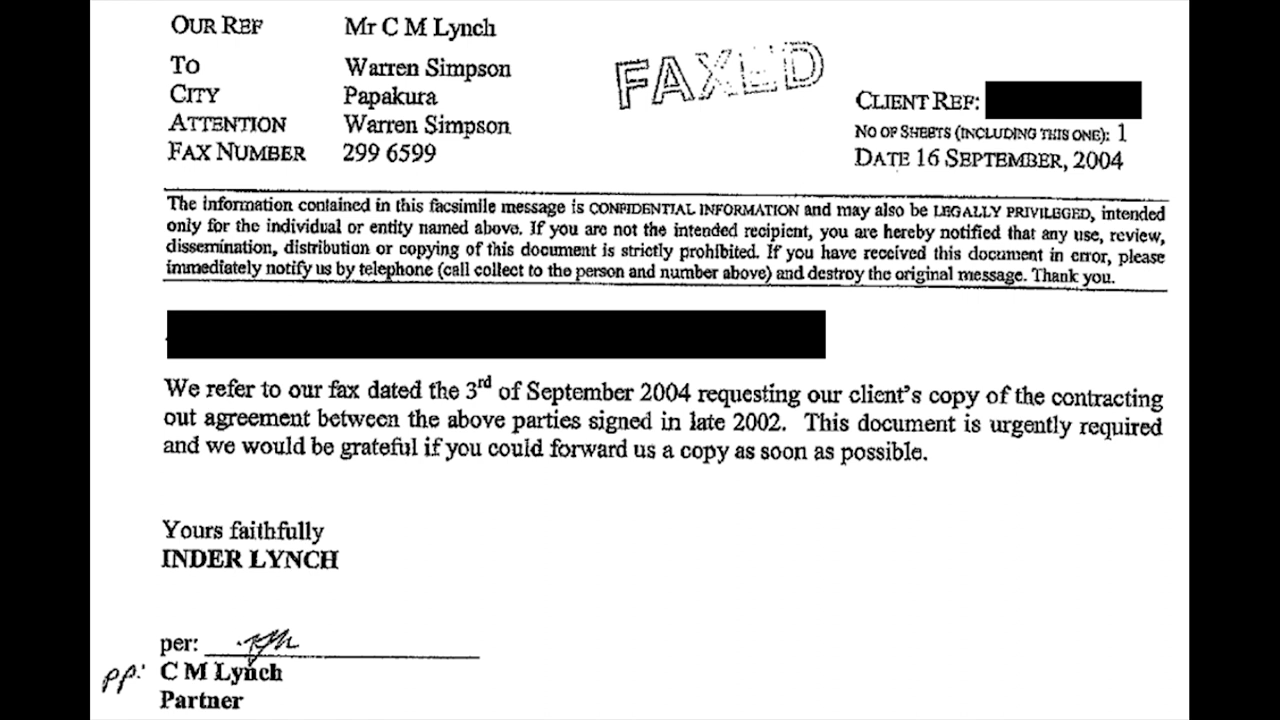 OUR REF Mr C M Lynch
TO Warren Simpson
CITY Papakura
ATTENTION Warren Simpson
FAX NUMBER 299 6599
FAXED
CLIENT REF:
NO OF SHEETS (INCLUDING THIS ONE): 1
DATE 16 SEPTEMBER, 2004
The information contained in this facsimile message is CONFIDENTIAL INFORMATION and may also be LEGALLY PRIVILEGED, intended
only for the individual or entity named above. If you are not the intended recipient, you are hereby notified that any use, review,
dissemination, distribution or copying of this document is strictly prohibited. If you have received this document in error, please
immediately notify us by telephone (call collect to the person and number above) and destroy the original message. Thank you.
We refer to our fax dated the 3rd of September 2004 requesting our client's copy of the contracting
out agreement between the above parties signed in late 2002. This document is urgently required
and we would be grateful if you could forward us a copy as soon as possible.
Yours faithfully
INDER LYNCH
per:
pp: C M Lynch
Partner